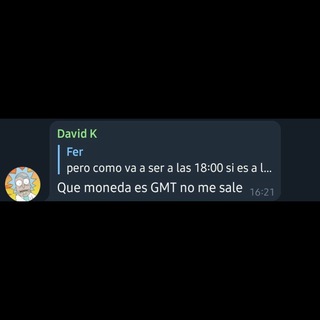 David K
Fer
pero como va a ser a las 18:00 si es a l...
Que moneda es GMT no me sale 16:21